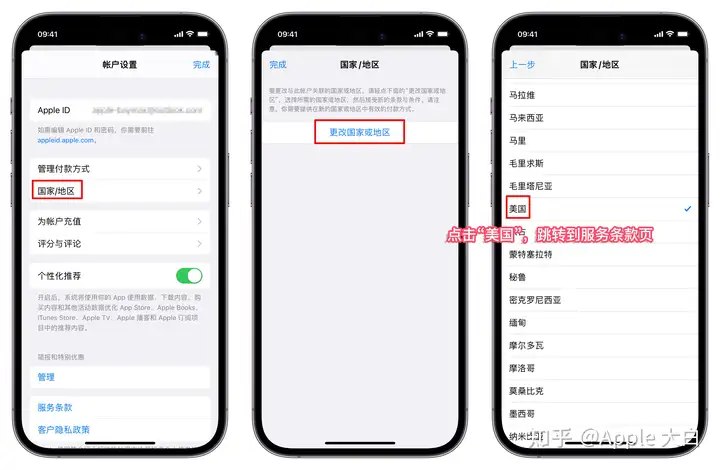 09:41
帐户设置
完成
Apple ID
如需编辑 Apple ID 和密码，你需要前往
appleid.apple.com。
管理付款方式
国家/地区
为帐户充值
评分与评论
个性化推荐
开启后，系统将使用你的 App 使用数据、下载内容、购
买内容和其他活动数据优化 App Store、Apple Books、
iTunes Store、Apple TV、Apple 播客和 Apple 订阅项
目中的推荐内容。
简报和特别优惠
管理
服务条款
客户隐私政策
09:41
完成
国家/地区
需要改与此帐户关联的国家或地区，请轻点下面的“更改国家或地
区”，选择所需的国家或地区，然后接受新的条款与条件。请注
意，你需要提供在新的国家或地区中有效的付款方式。
更改国家或地区
09:41
上一步
国家/地区
马拉维
马来西亚
马里
毛里求斯
毛里塔尼亚
美国
点击“美国”，跳转到服务条款页
蒙特塞拉特
秘鲁
密克罗尼西亚
缅甸
摩尔多瓦
摩洛哥
莫桑比克
墨西哥
纳米比亚
知乎 @Apple 大白